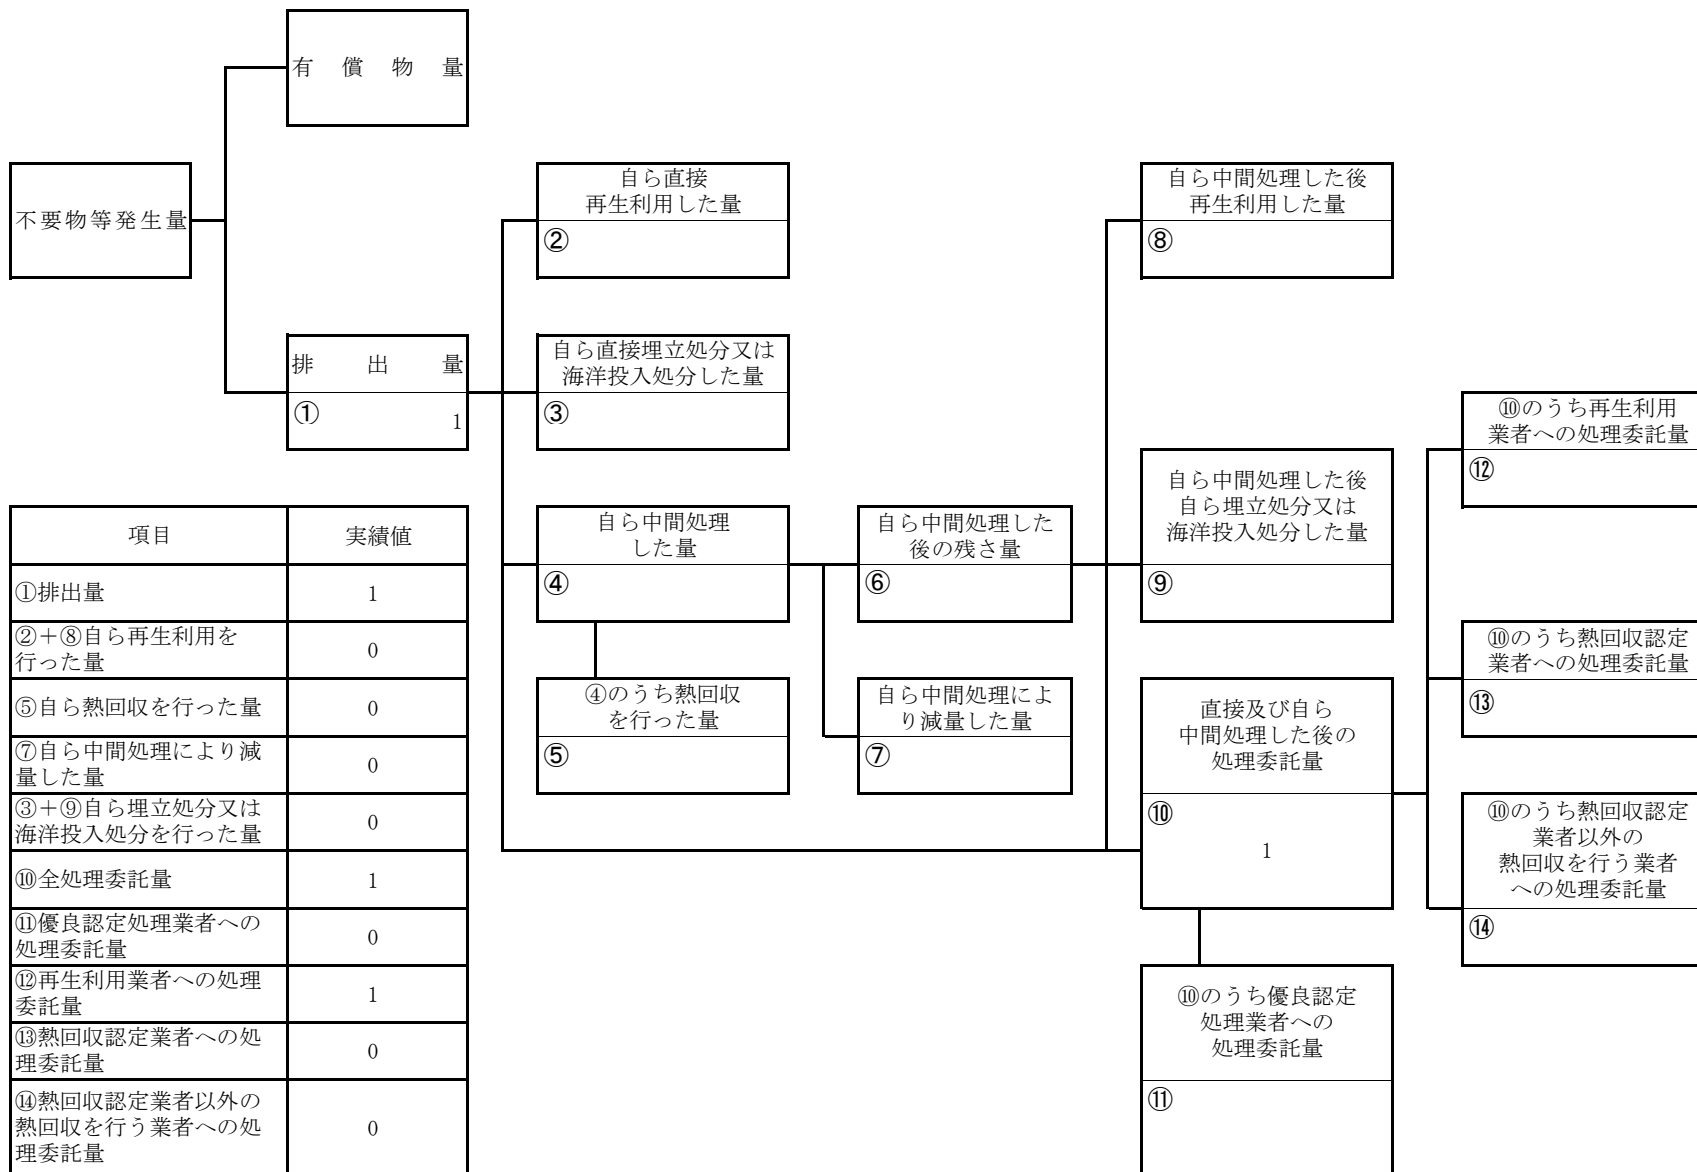 有償物量
不要物等発生量
自ら直接
再生利用した量
②
自ら中間処理した後
再生利用した量
⑧
排出量
①
1
自ら直接埋立処分又は
海洋投入処分した量
③
⑩のうち再生利用
業者への処理委託量
⑫
自ら中間処理
した量
④
自ら中間処理した
後の残さ量
⑥
自ら中間処理した後
自ら埋立処分又は
海洋投入処分した量
⑨
④のうち熱回収
を行った量
⑤
自ら中間処理によ
り減量した量
⑦
直接及び自ら
中間処理した後の
処理委託量
⑩
1
⑩のうち熱回収認定
業者への処理委託量
⑬
⑩のうち熱回収認定
業者以外の
熱回収を行う業者
への処理委託量
⑭
⑩のうち優良認定
処理業者への
処理委託量
⑪
項目 実績値
①排出量 1
②+⑧自ら再生利用を
行った量 0
⑤自ら熱回収を行った量 0
⑦自ら中間処理により減
量した量 0
③+⑨自ら埋立処分又は
海洋投入処分を行った量 0
⑩全処理委託量 1
⑪優良認定処理業者への
処理委託量 0
⑫再生利用業者への処理
委託量 1
⑬熱回収認定業者への処
理委託量 0
⑭熱回収認定業者以外の
熱回収を行う業者への処
理委託量 0